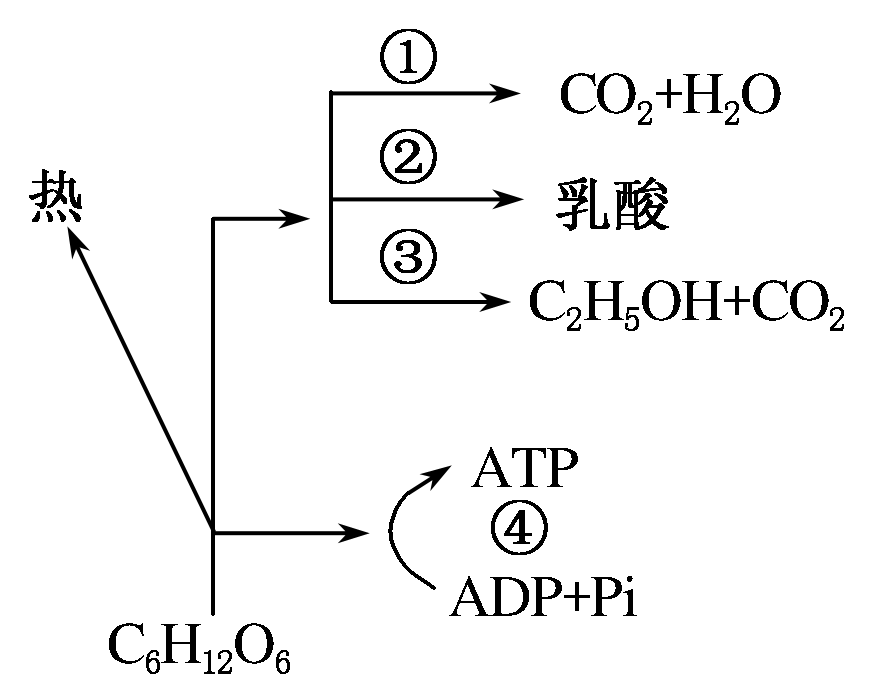 ①
CO₂+H₂O
②
热
乳酸
③
C₂H₅OH+CO₂
ATP
④
ADP+Pi
C₆H₁₂O₆